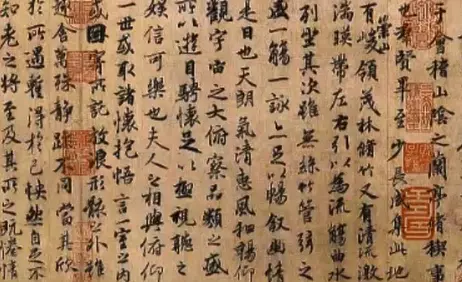 于會稽山陰之蘭亭脩稧事
也羣賢畢至少長咸集此地
有崇山峻領茂林脩竹又有清流激
湍暎帶左右引以為流觴曲水
列坐其次雖無絲竹管弦之
盛一觴一詠亦足以暢敘幽情
是日也天朗氣清惠風和暢仰
觀宇宙之大俯察品類之盛
所以遊目騁懷足以極視聽之
娛信可樂也夫人之相與俯仰
一世或取諸懷抱悟言一室之內
或因寄所託放浪形骸之外雖
趣舍萬殊靜躁不同當其欣
於所遇蹔得於己怏然自足不
知老之將至及其所之既惓情